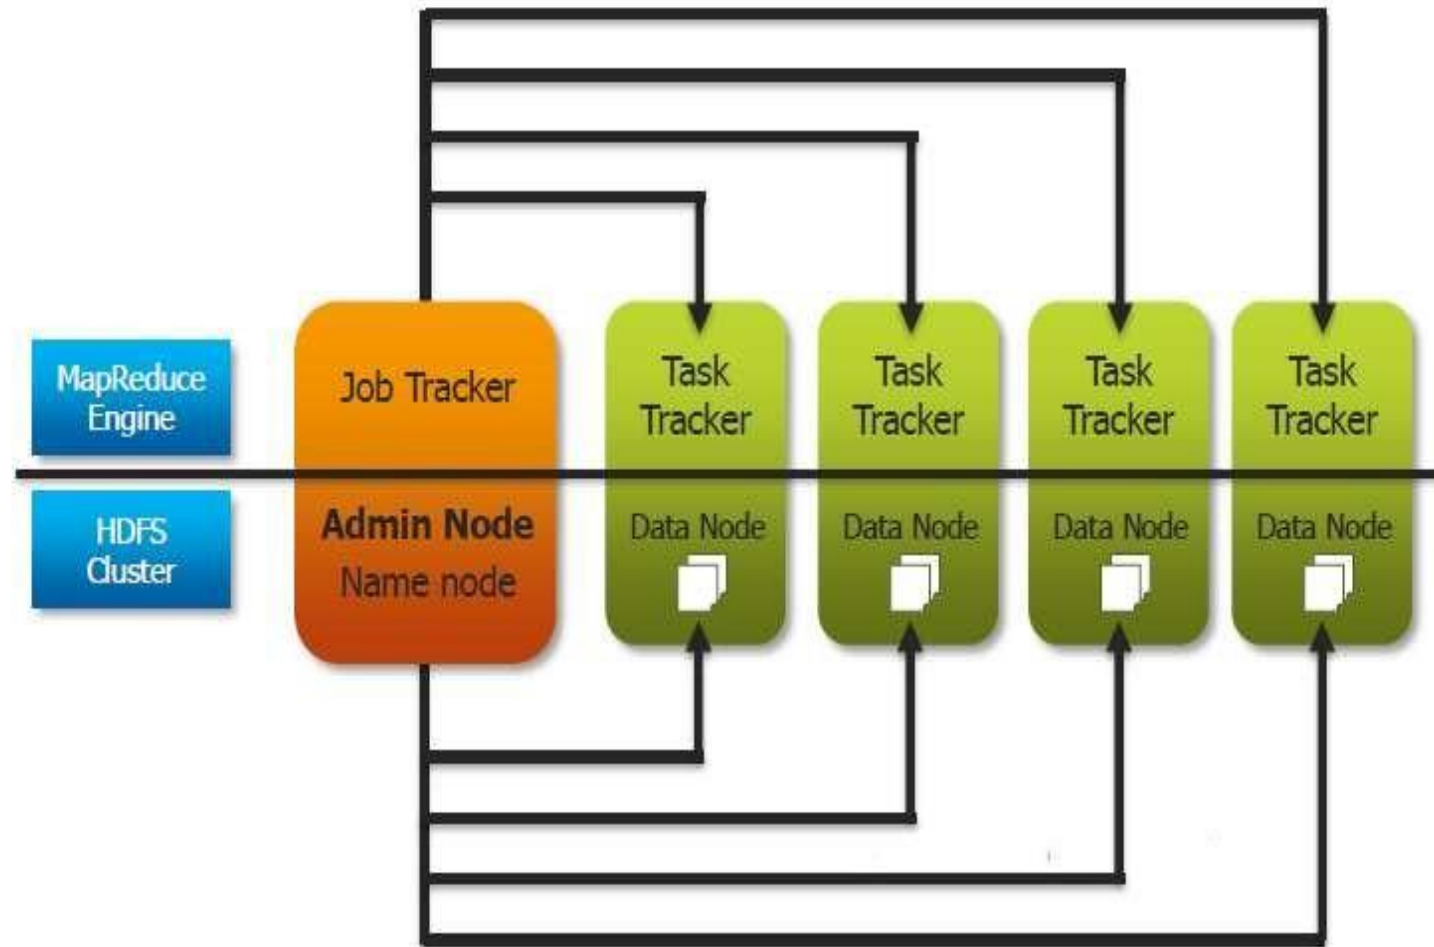 MapReduce
Engine
Job Tracker
Task
Tracker
Task
Tracker
Task
Tracker
Task
Tracker
HDFS
Cluster
Admin Node
Name node
Data Node
Data Node
Data Node
Data Node